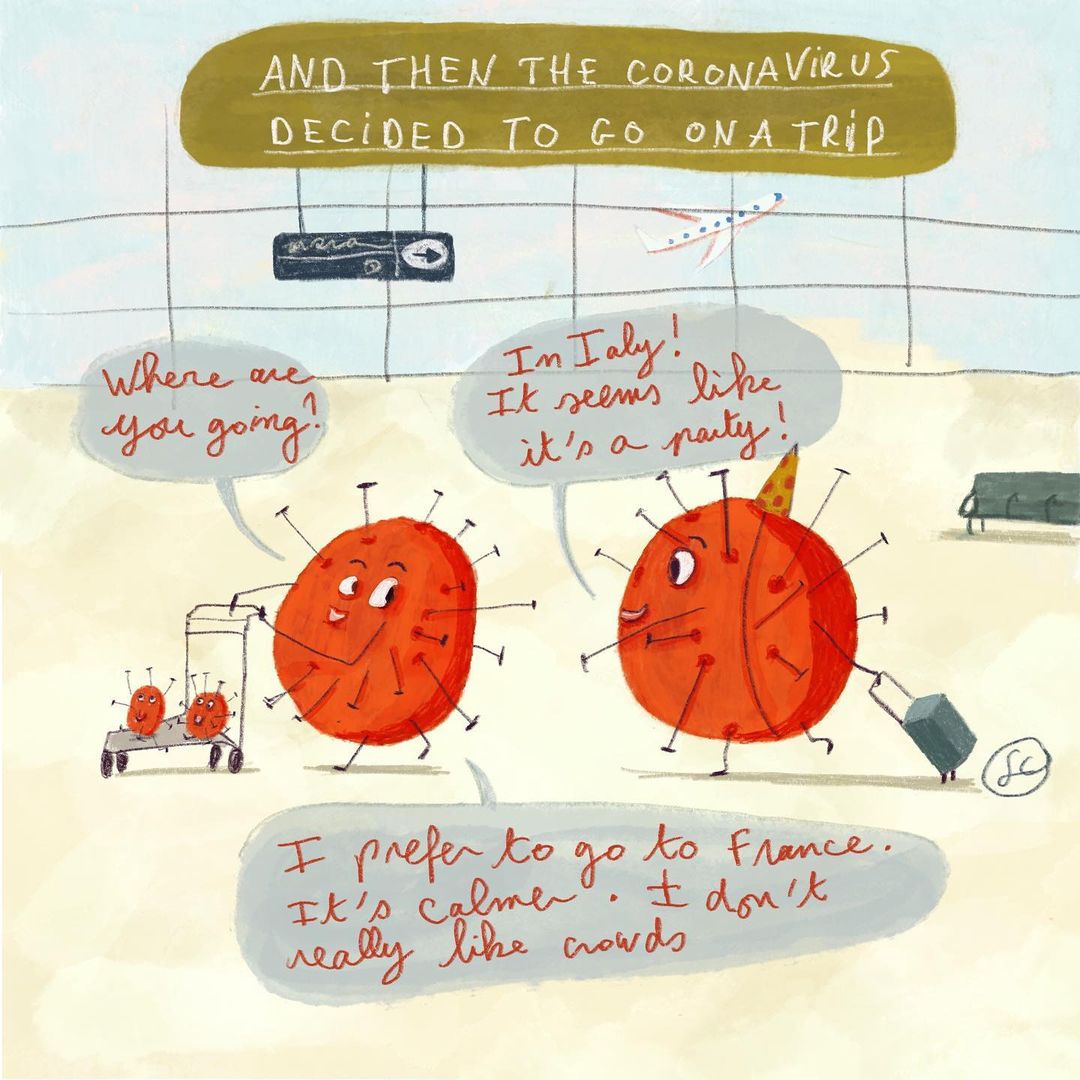 AND THEN THE CORONAVIRUS
DECIDED TO GO ON A TRIP
Where are
you going?
In Ialy!
It seems like
it's a party!
I prefer to go to France.
It's calmer. I don't
really like crowds
SC